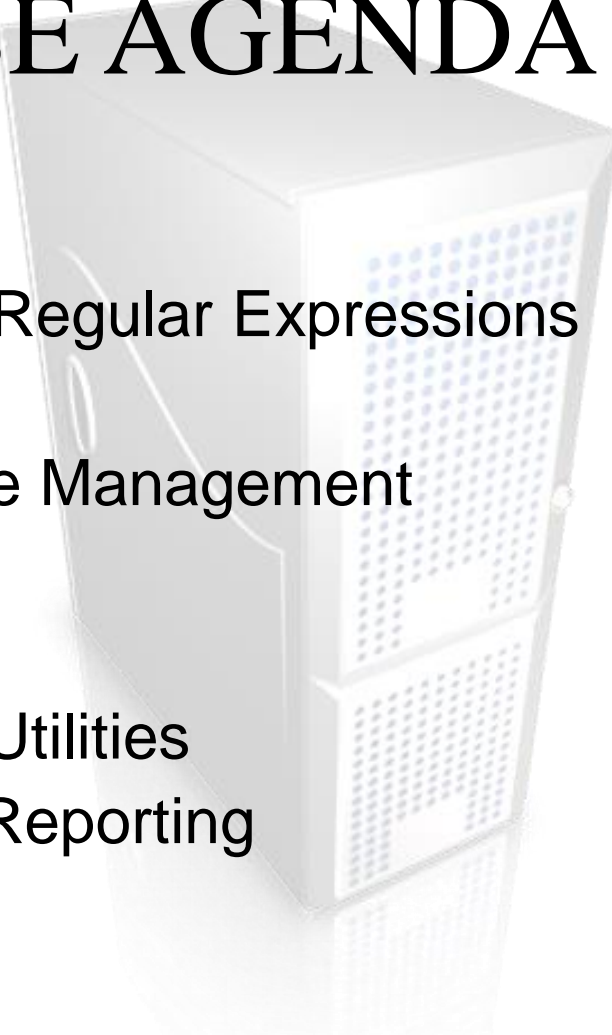 E AGENDA
Regular Expressions
e Management
Utilities
Reporting